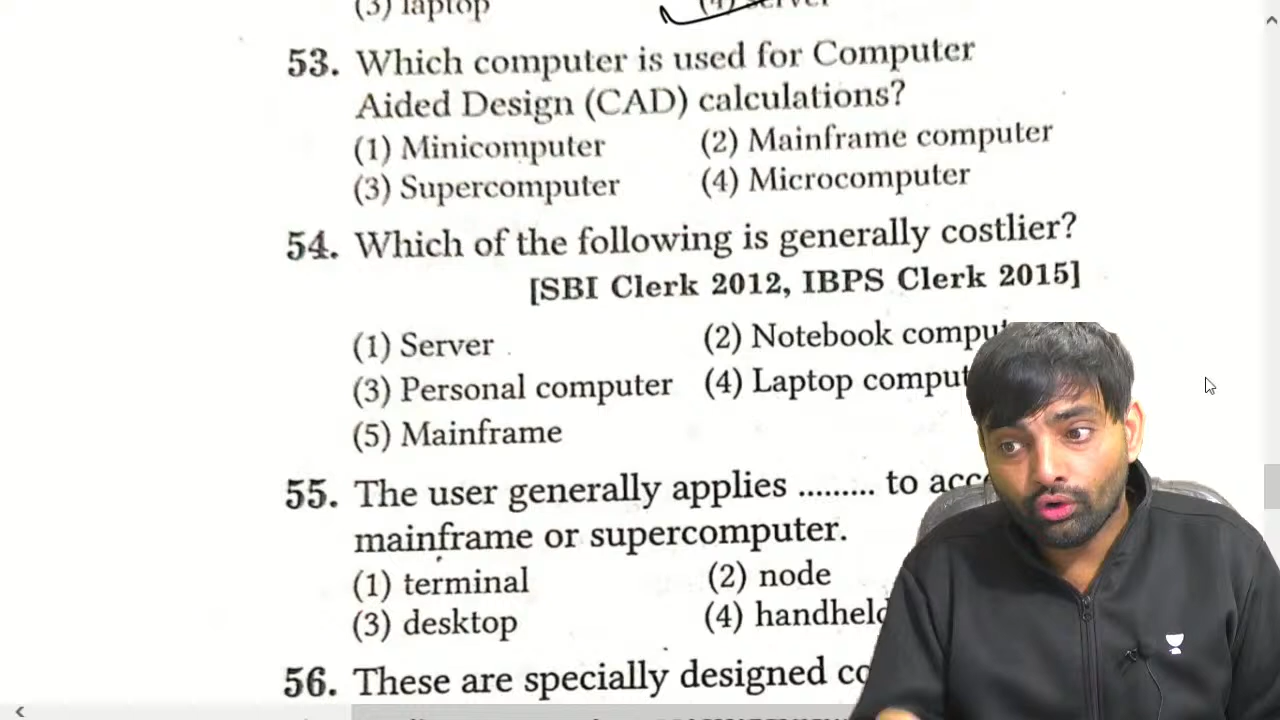 (3) laptop (4) server
53. Which computer is used for Computer
Aided Design (CAD) calculations?
(1) Minicomputer (2) Mainframe computer
(3) Supercomputer (4) Microcomputer
54. Which of the following is generally costlier?
[SBI Clerk 2012, IBPS Clerk 2015]
(1) Server (2) Notebook
(3) Personal computer (4) Laptop
(5) Mainframe
55. The user generally applies ......... to
mainframe or supercomputer.
(1) terminal (2) node
(3) desktop (4) handheld
56. These are specially designed